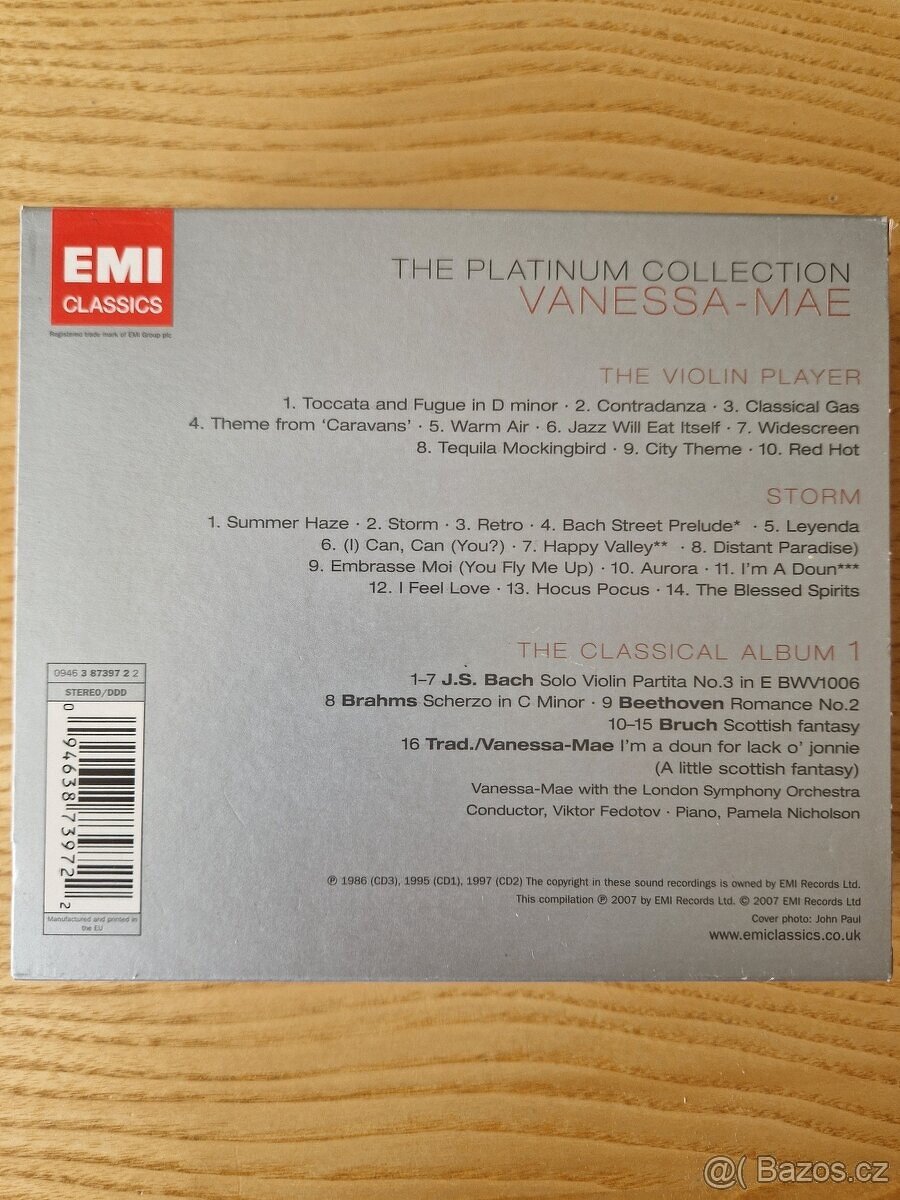 EMI
CLASSICS
Registered trade mark of EMI Group plc
THE PLATINUM COLLECTION
VANESSA-MAE
THE VIOLIN PLAYER
1. Toccata and Fugue in D minor · 2. Contradanza · 3. Classical Gas
4. Theme from ‘Caravans’ · 5. Warm Air · 6. Jazz Will Eat Itself · 7. Widescreen
8. Tequila Mockingbird · 9. City Theme · 10. Red Hot
STORM
1. Summer Haze · 2. Storm · 3. Retro · 4. Bach Street Prelude* · 5. Leyenda
6. (I) Can, Can (You?) · 7. Happy Valley** · 8. Distant Paradise)
9. Embrasse Moi (You Fly Me Up) · 10. Aurora · 11. I'm A Doun***
12. I Feel Love · 13. Hocus Pocus · 14. The Blessed Spirits
THE CLASSICAL ALBUM 1
1–7 J.S. Bach Solo Violin Partita No.3 in E BWV1006
8 Brahms Scherzo in C Minor · 9 Beethoven Romance No.2
10–15 Bruch Scottish fantasy
16 Trad./Vanessa-Mae I'm a doun for lack o' jonnie
(A little scottish fantasy)
Vanessa-Mae with the London Symphony Orchestra
Conductor, Viktor Fedotov · Piano, Pamela Nicholson
0946 3 87397 2 2
STEREO/DDD
0 94638 73972 2
Manufactured and printed in
the EU
℗ 1986 (CD3), 1995 (CD1), 1997 (CD2) The copyright in these sound recordings is owned by EMI Records Ltd.
This compilation ℗ 2007 by EMI Records Ltd. © 2007 EMI Records Ltd
Cover photo: John Paul
www.emiclassics.co.uk
@( Bazos.cz